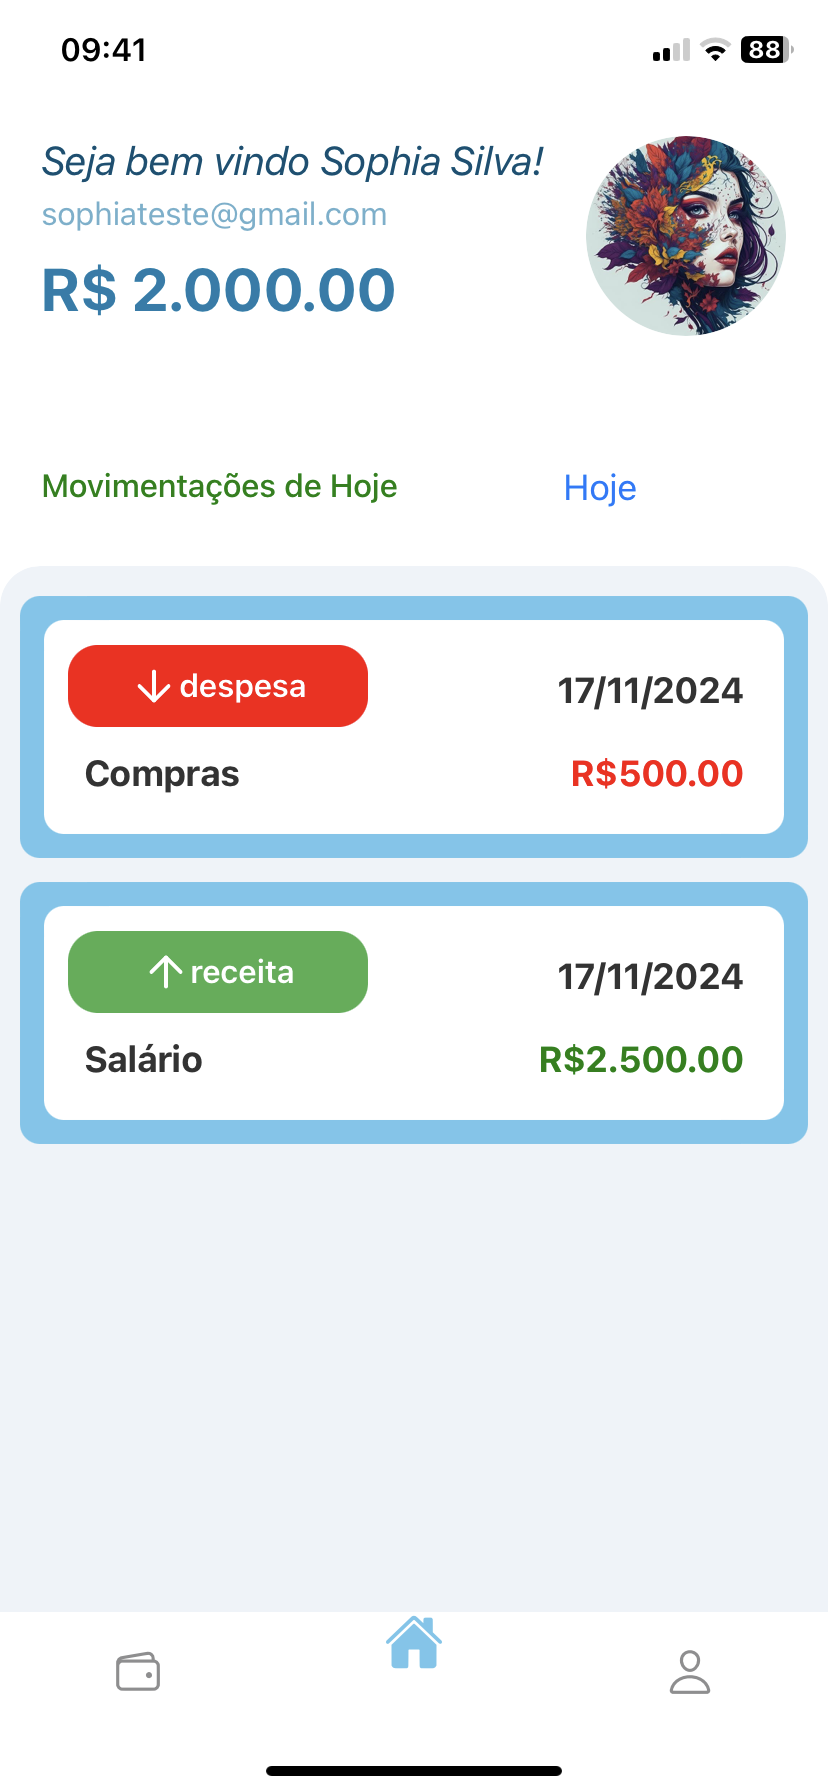 09:41
88
Seja bem vindo Sophia Silva!
sophiateste@gmail.com
R$ 2.000.00
Movimentações de Hoje
Hoje
despesa
17/11/2024
Compras
R$500.00
receita
17/11/2024
Salário
R$2.500.00